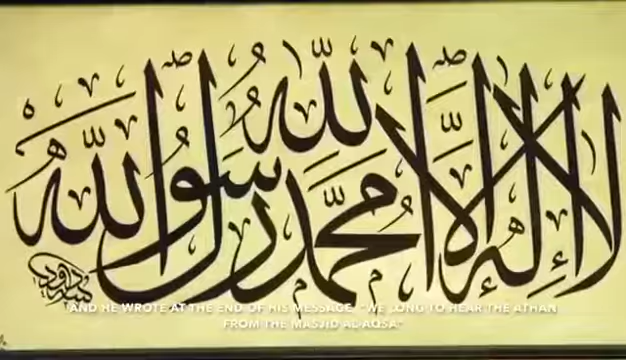 لا إله إلا الله محمد رسول الله
"AND HE WROTE AT THE END OF HIS MESSAGE, "WE LONG TO HEAR THE ATHAN
FROM THE MASJID AL-AQSA"